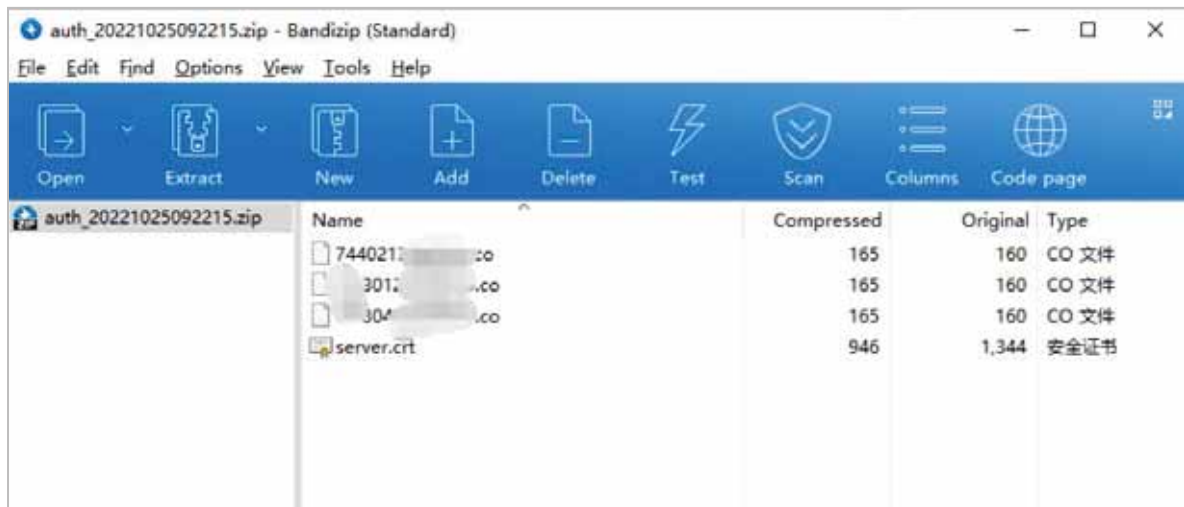 auth_20221025092215.zip - Bandizip (Standard)
File Edit Find Options View Tools Help
Open Extract New Add Delete Test Scan Columns Code page
auth_20221025092215.zip
Name Compressed Original Type
165 160 CO 文件
.co 165 160 CO 文件
.co 165 160 CO 文件
server.crt 946 1,344 安全证书